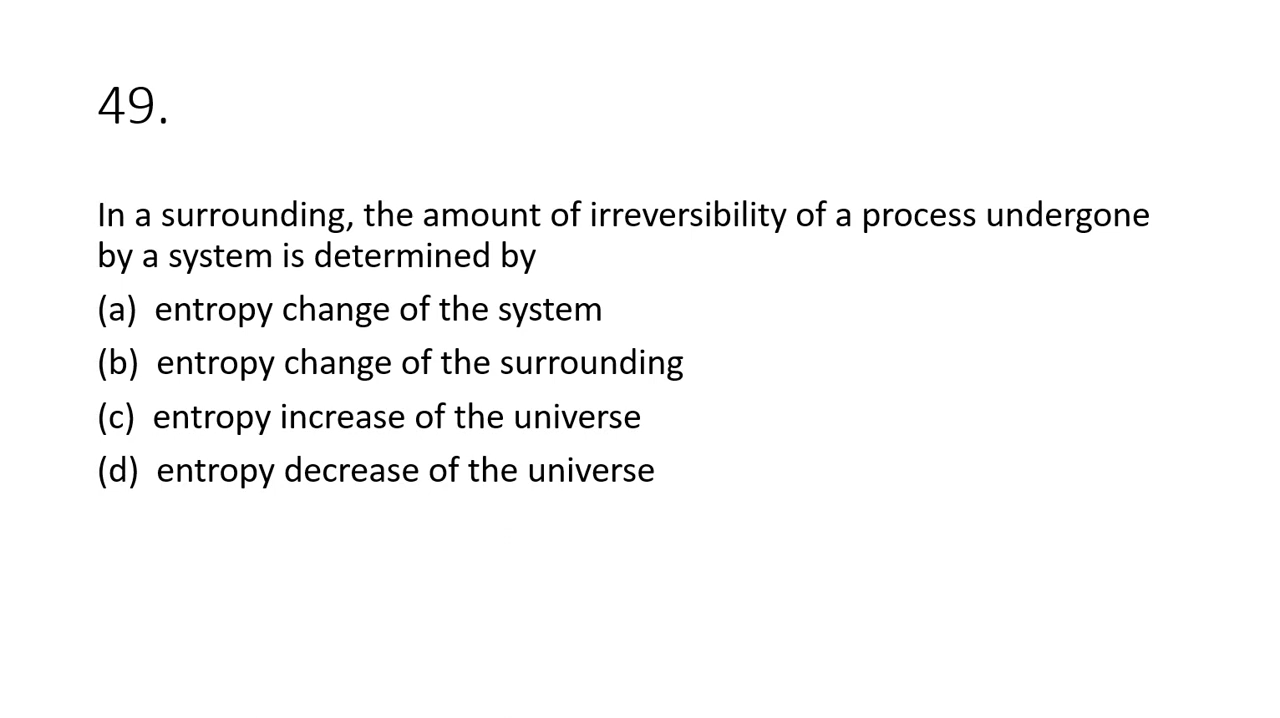 49.
In a surrounding, the amount of irreversibility of a process undergone
by a system is determined by
(a)  entropy change of the system
(b)  entropy change of the surrounding
(c)  entropy increase of the universe
(d)  entropy decrease of the universe